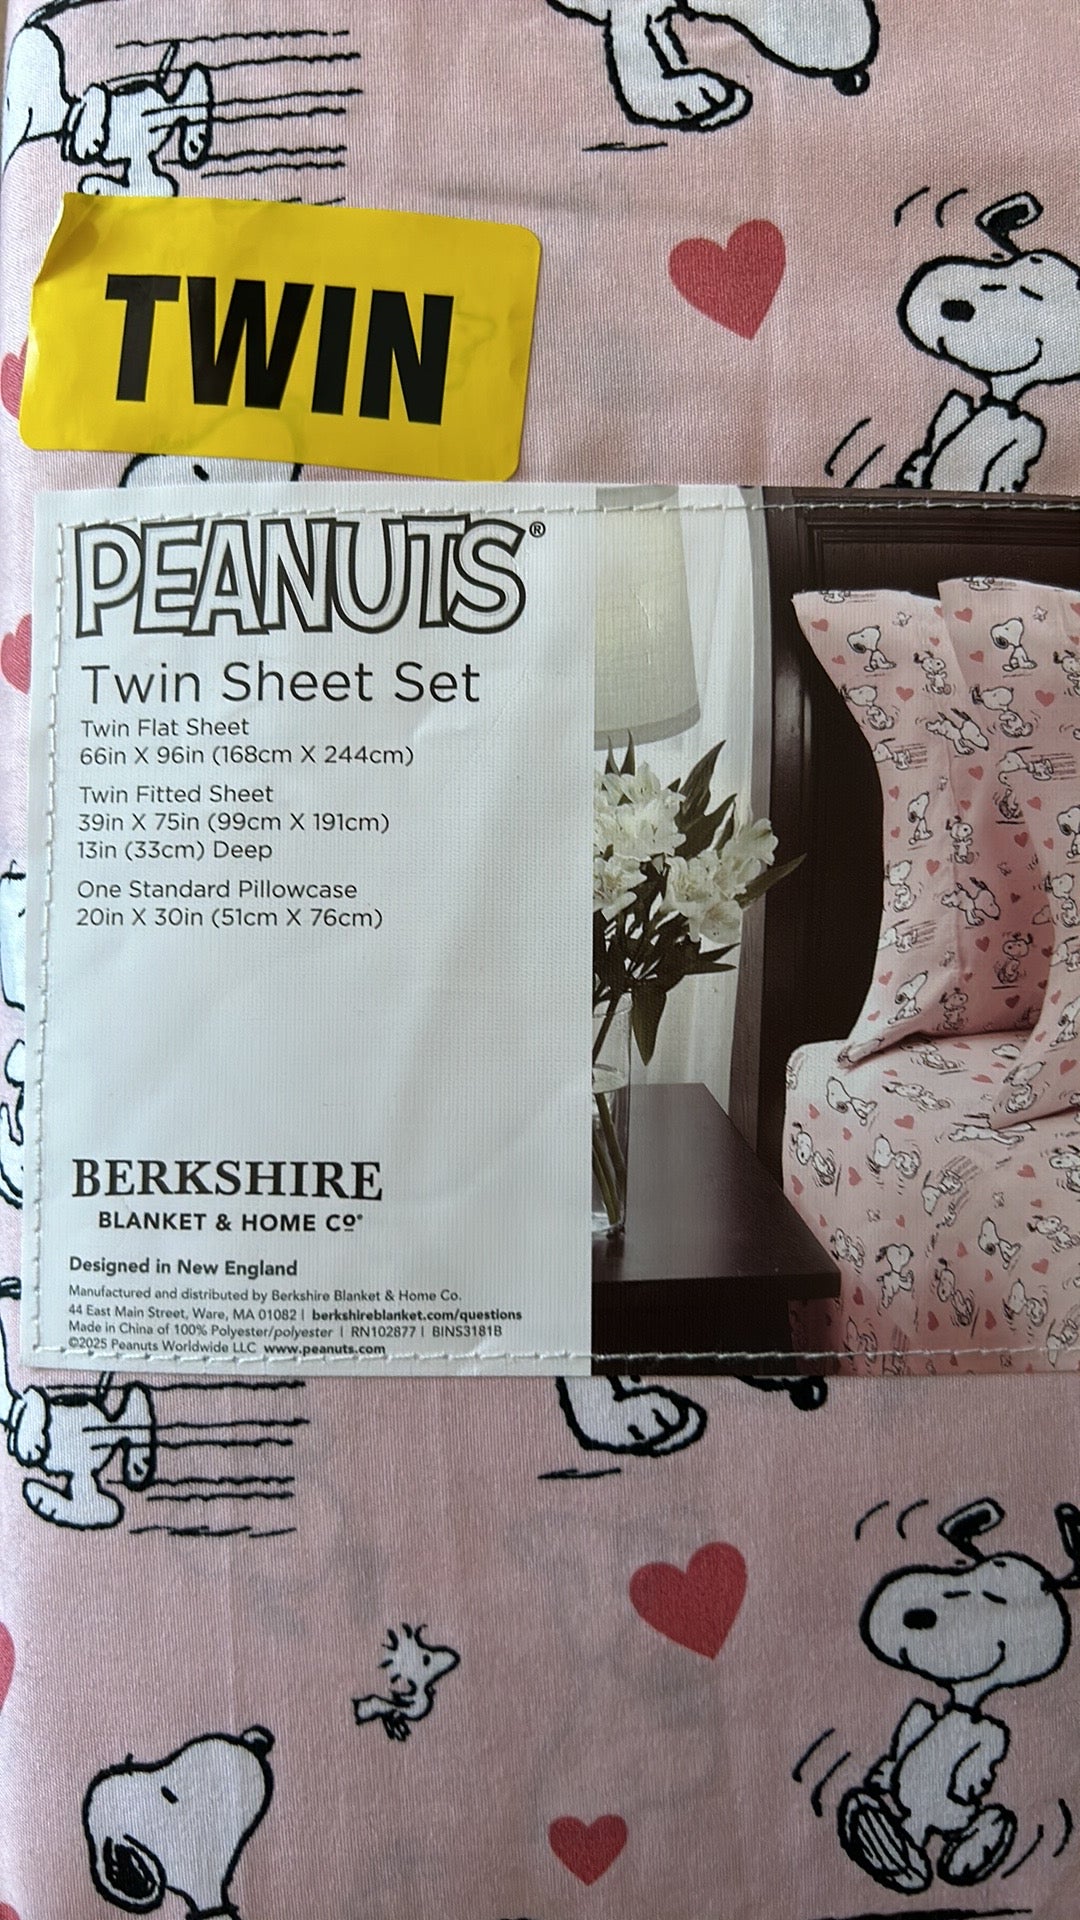 TWIN
PEANUTS®
Twin Sheet Set
Twin Flat Sheet
66in X 96in (168cm X 244cm)
Twin Fitted Sheet
39in X 75in (99cm X 191cm)
13in (33cm) Deep
One Standard Pillowcase
20in X 30in (51cm X 76cm)
BERKSHIRE
BLANKET & HOME Cº®
Designed in New England
Manufactured and distributed by Berkshire Blanket & Home Co.
44 East Main Street, Ware, MA 01082 | berkshireblanket.com/questions
Made in China of 100% Polyester/polyester | RN102877 | BINS3181B
©2025 Peanuts Worldwide LLC www.peanuts.com